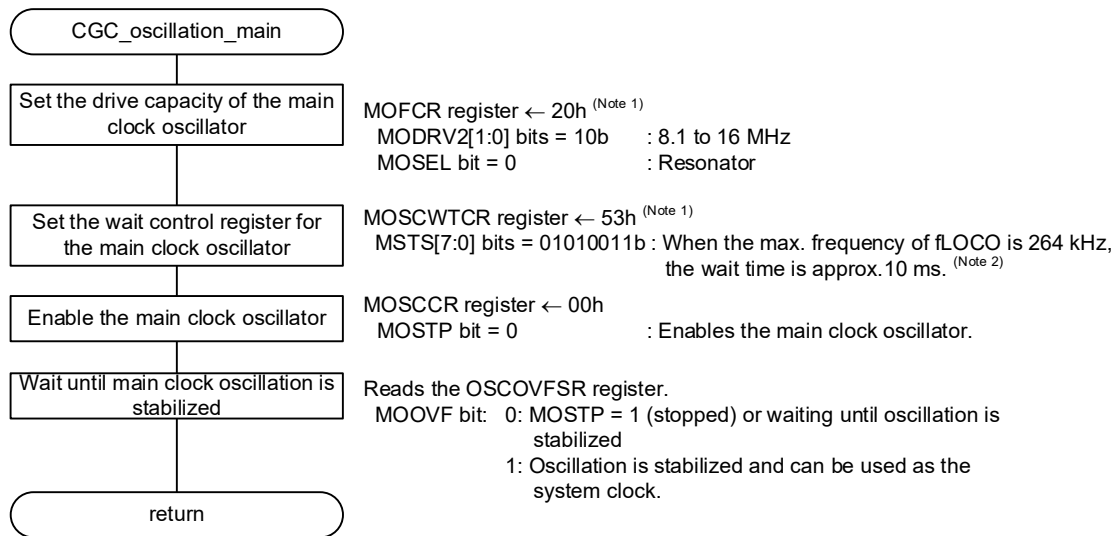 CGC_oscillation_main
Set the drive capacity of the main
clock oscillator
MOFCR register ← 20h (Note 1)
MODRV2[1:0] bits = 10b : 8.1 to 16 MHz
MOSEL bit = 0 : Resonator
Set the wait control register for
the main clock oscillator
MOSCWTCR register ← 53h (Note 1)
MSTS[7:0] bits = 01010011b : When the max. frequency of fLOCO is 264 kHz,
the wait time is approx.10 ms. (Note 2)
Enable the main clock oscillator
MOSCCR register ← 00h
MOSTP bit = 0 : Enables the main clock oscillator.
Wait until main clock oscillation is
stabilized
Reads the OSCOVFSR register.
MOOVF bit: 0: MOSTP = 1 (stopped) or waiting until oscillation is
stabilized
1: Oscillation is stabilized and can be used as the
system clock.
return